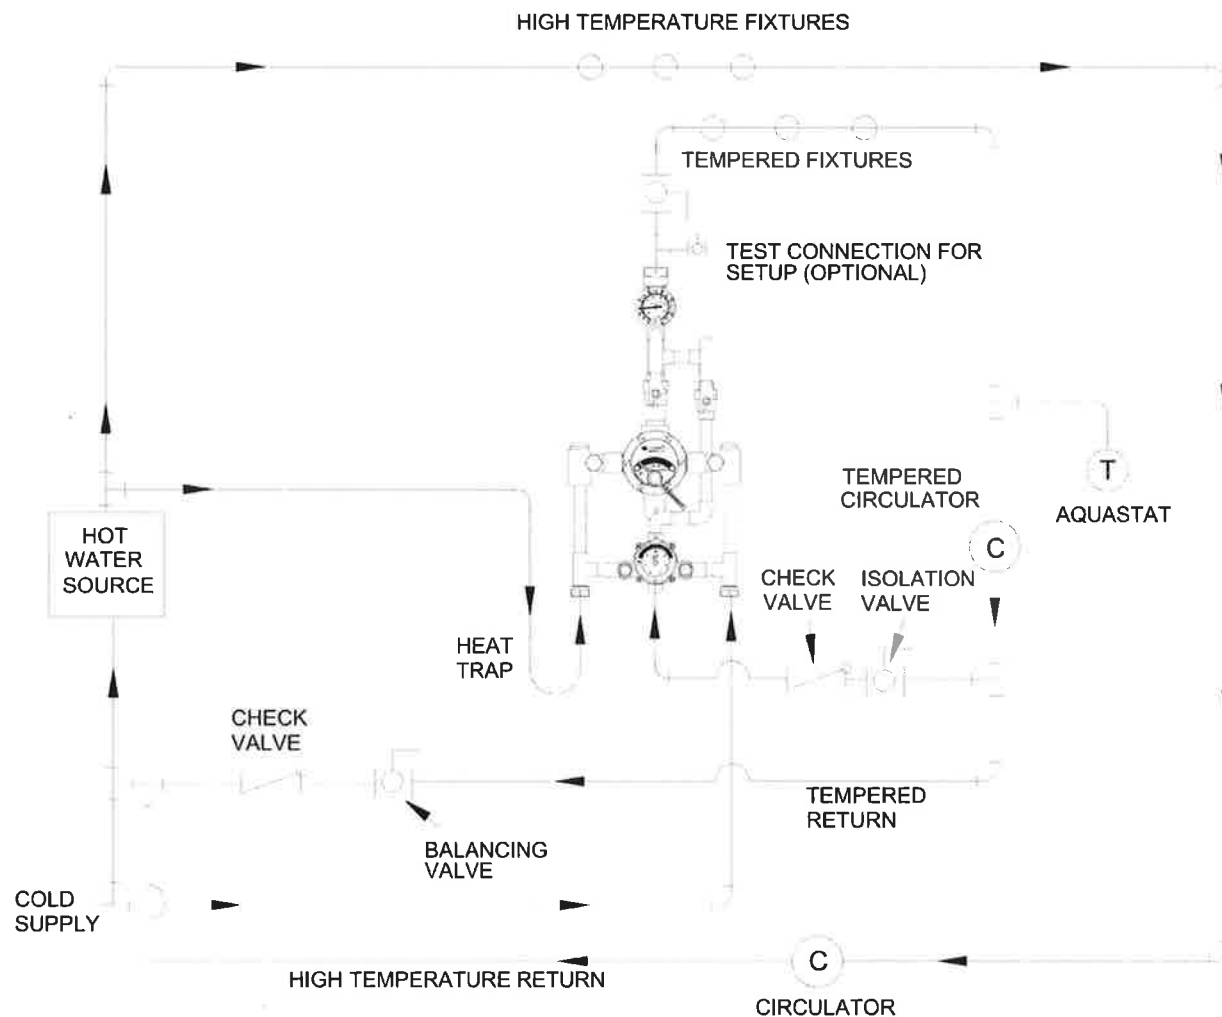 HIGH TEMPERATURE FIXTURES
TEMPERED FIXTURES
TEST CONNECTION FOR
SETUP (OPTIONAL)
TEMPERED
CIRCULATOR
T
AQUASTAT
HOT
WATER
SOURCE
C
CHECK
VALVE
ISOLATION
VALVE
HEAT
TRAP
CHECK
VALVE
TEMPERED
RETURN
BALANCING
VALVE
COLD
SUPPLY
HIGH TEMPERATURE RETURN
C
CIRCULATOR